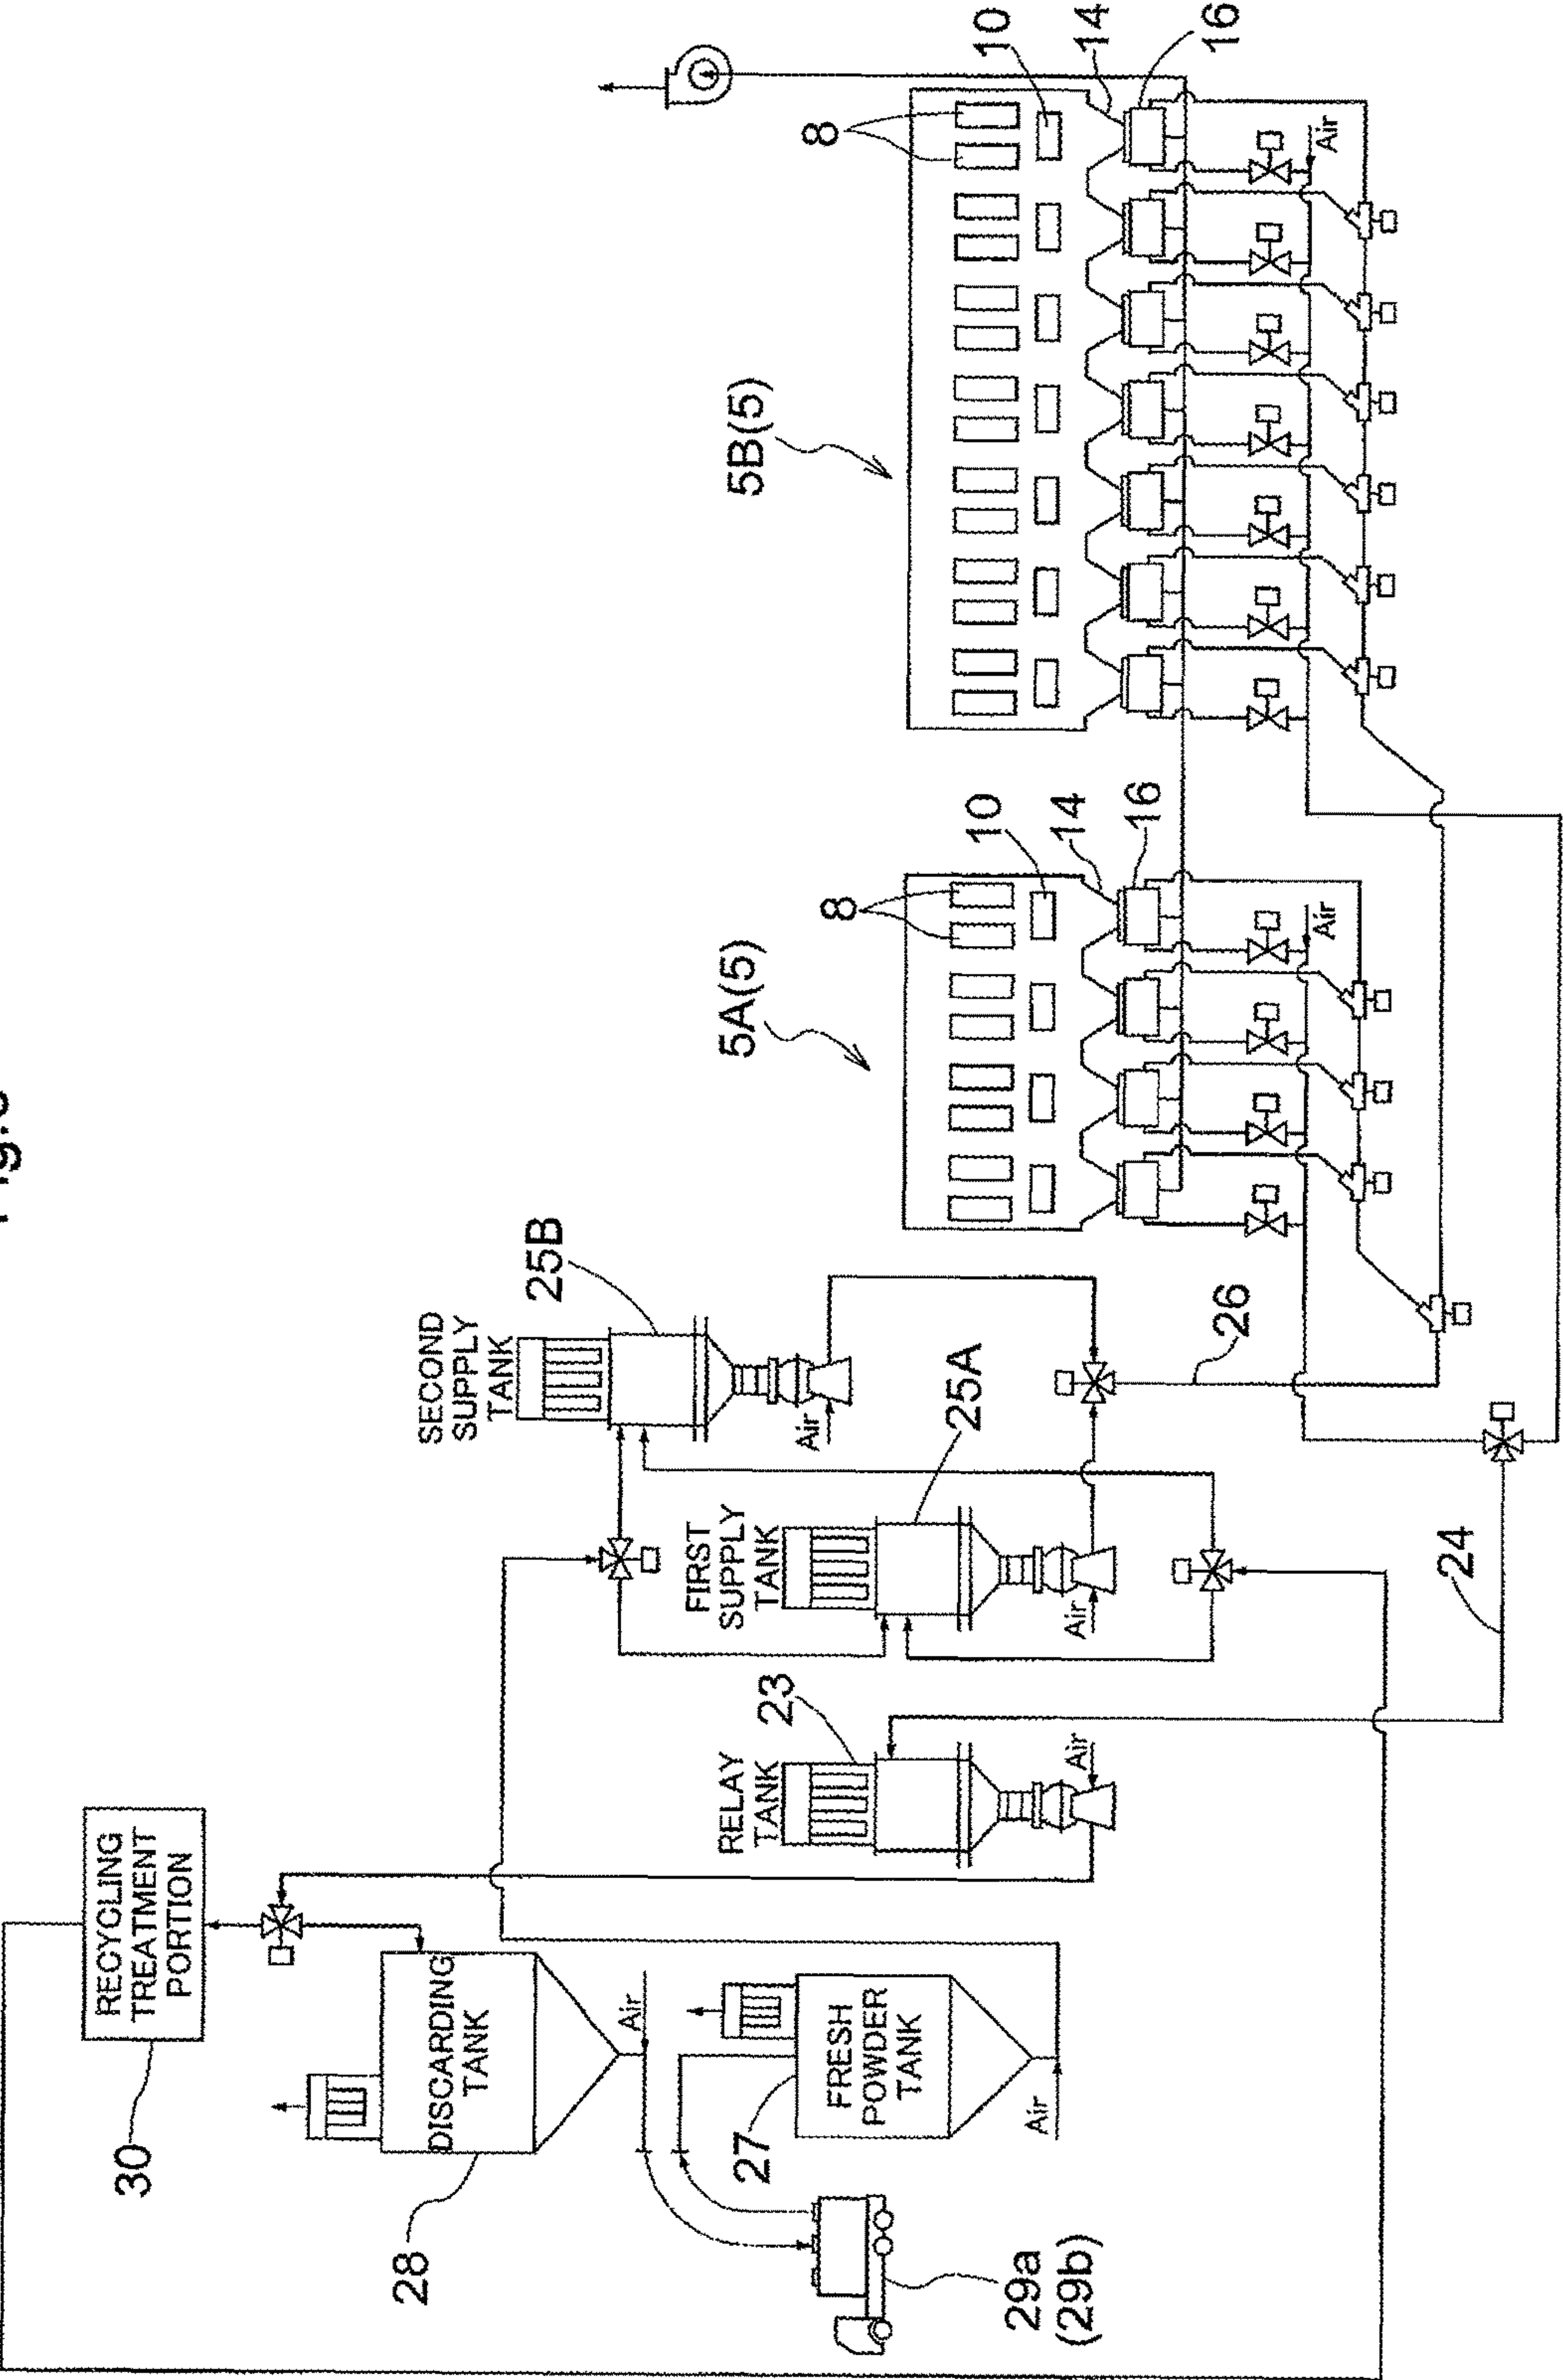 10
14
16
8
Air
5B(5)
10
14
16
8
Air
5A(5)
25B
SECOND
SUPPLY
TANK
Air
26
25A
FIRST
SUPPLY
TANK
Air
24
23
RELAY
TANK
Air
RECYCLING
TREATMENT
PORTION
30
DISCARDING
TANK
28
Air
FRESH
POWDER
TANK
27
Air
29a
(29b)